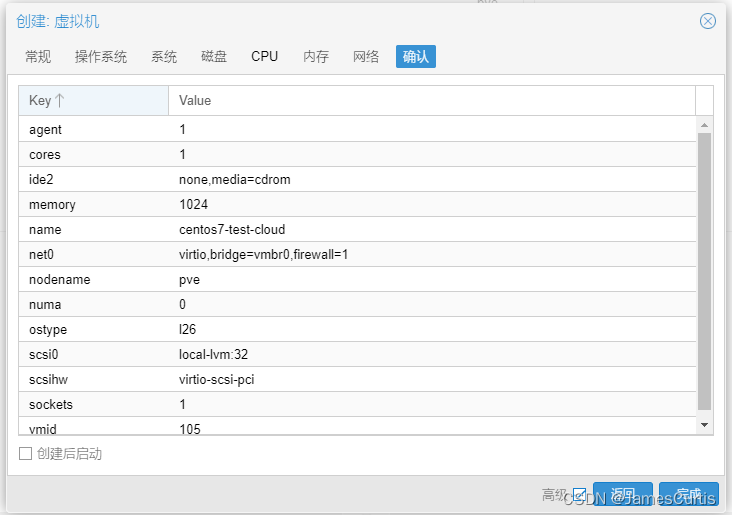 创建: 虚拟机
常规 操作系统 系统 磁盘 CPU 内存 网络 确认
Key Value
agent 1
cores 1
ide2 none,media=cdrom
memory 1024
name centos7-test-cloud
net0 virtio,bridge=vmbr0,firewall=1
nodename pve
numa 0
ostype l26
scsi0 local-lvm:32
scsihw virtio-scsi-pci
sockets 1
vmid 105
创建后启动
高级 返回 完成
CSDN @JamesCurtis